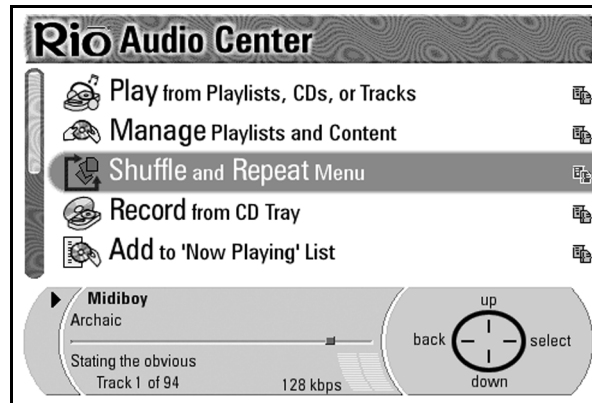 Rio Audio Center
Play from Playlists, CDs, or Tracks
Manage Playlists and Content
Shuffle and Repeat Menu
Record from CD Tray
Add to 'Now Playing' List
Midiboy
Archaic
Stating the obvious
Track 1 of 94 128 kbps
up
back select
down